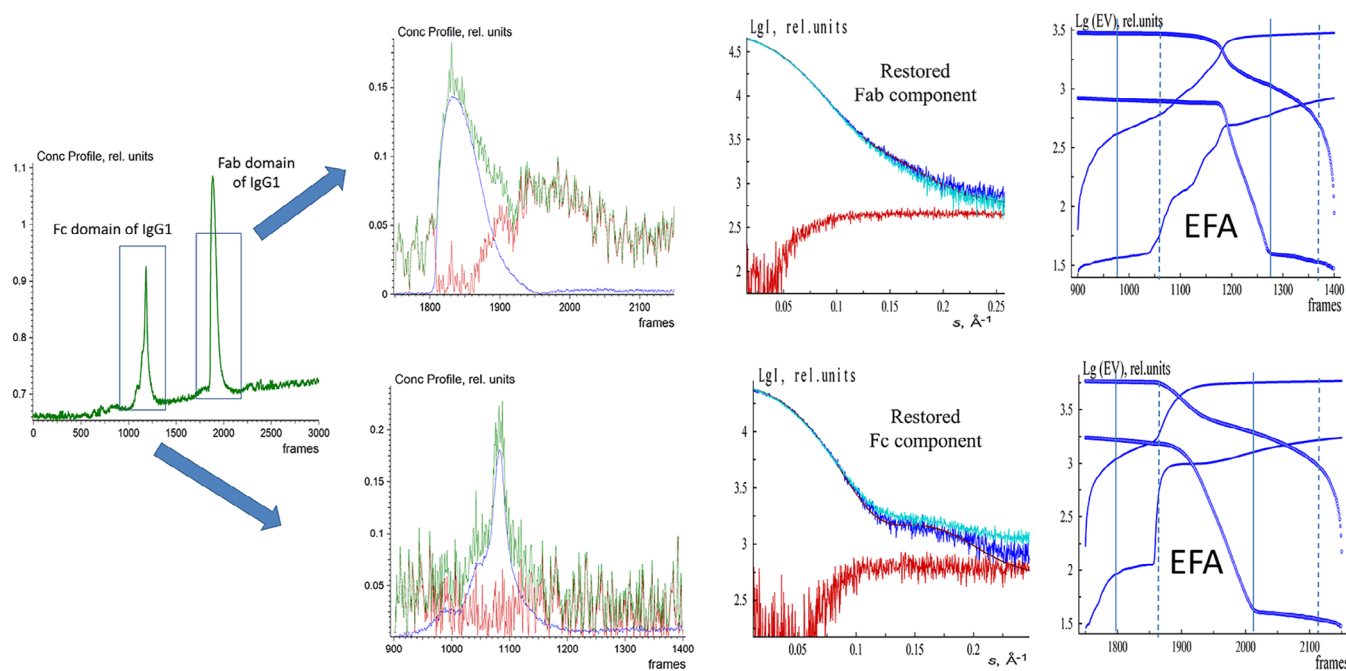 Conc Profile, rel. units
1.1
1
0.9
0.8
0.7
Fab domain
of IgG1
Fc domain of IgG1
0 500 1000 1500 2000 2500 3000
frames
Conc Profile, rel. units
0.15
0.1
0.05
0
1800 1900 2000 2100
frames
LgI, rel.units
4.5
4
3.5
3
2.5
2
Restored
Fab component
0.05 0.1 0.15 0.2 0.25
s, Å⁻¹
Lg (EV), rel.units
3.5
3
2.5
2
1.5
EFA
900 1000 1100 1200 1300 1400
frames
Conc Profile, rel. units
0.2
0.15
0.1
0.05
900 1000 1100 1200 1300 1400
frames
LgI, rel.units
4
3.5
3
2.5
Restored
Fc component
0 0.05 0.1 0.15 0.2
s, Å⁻¹
Lg (EV), rel.units
3.5
3
2.5
2
1.5
EFA
1800 1900 2000 2100
frames